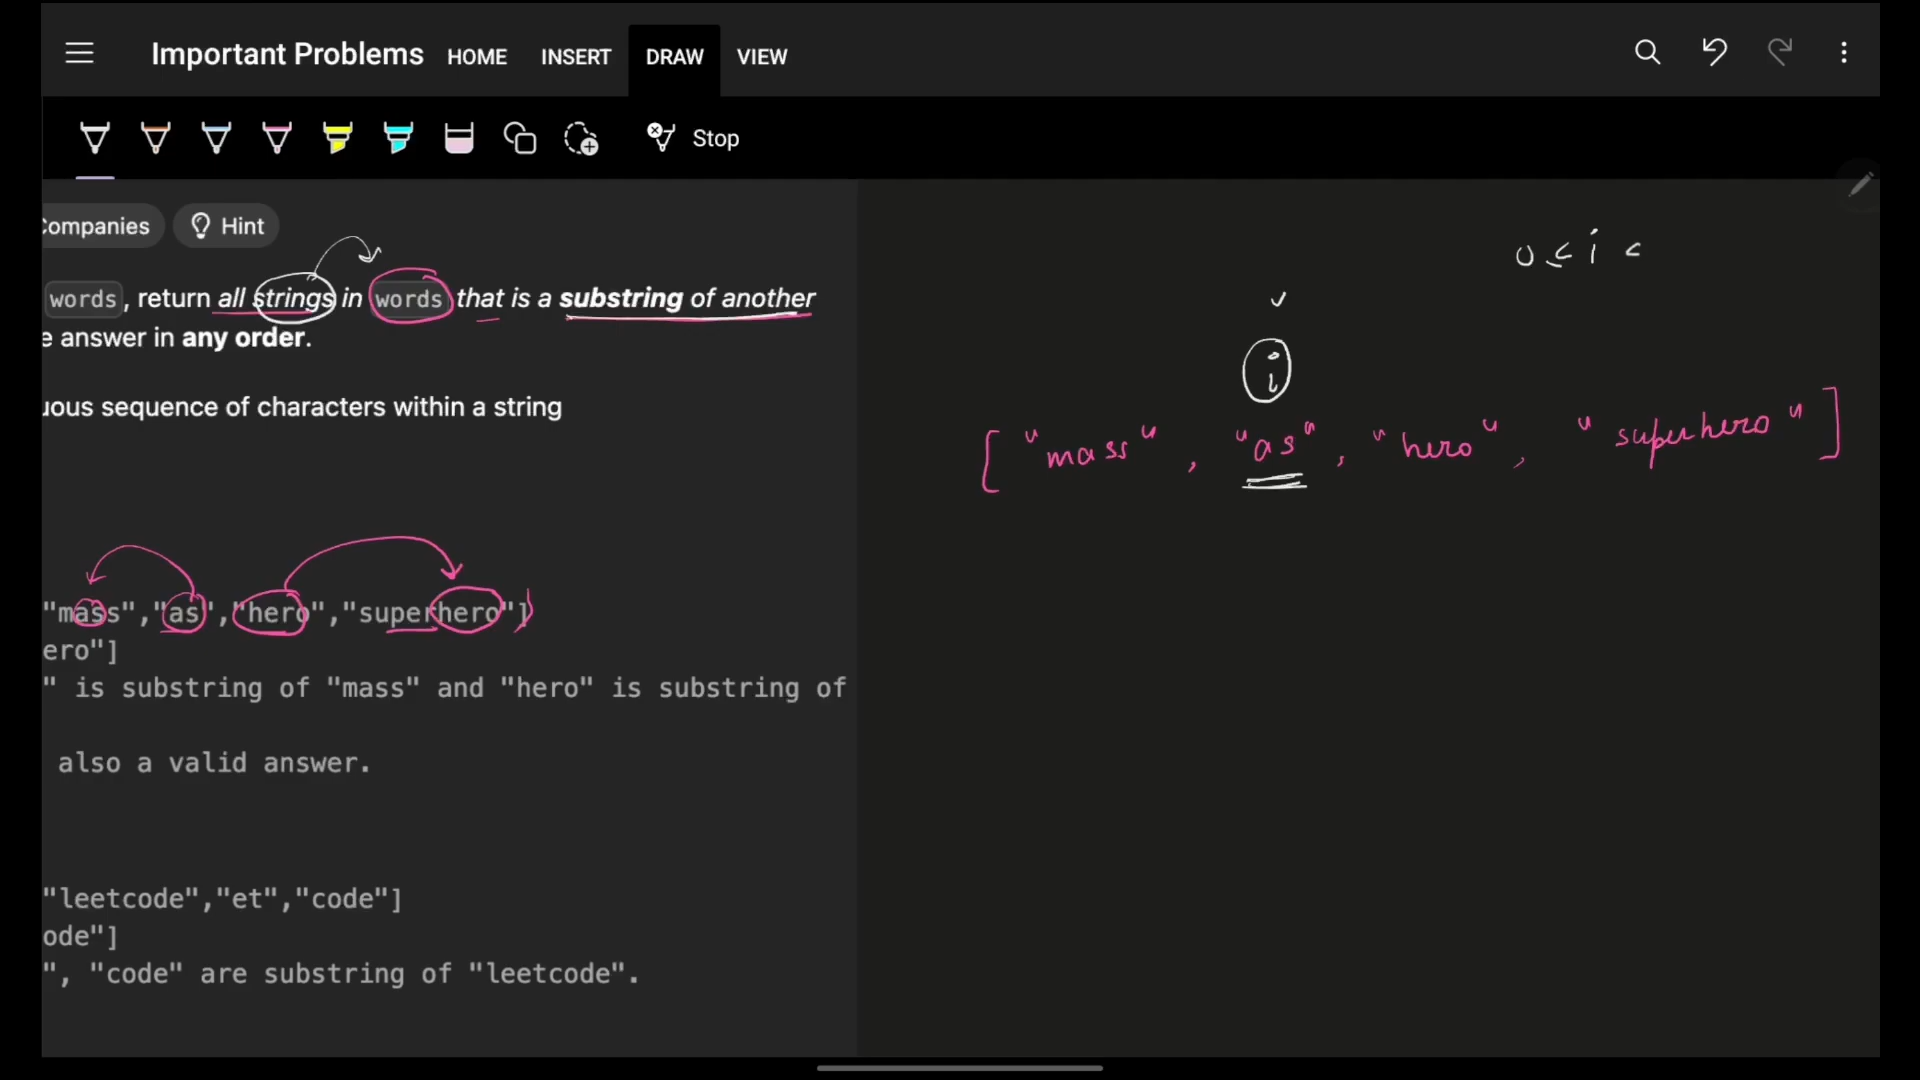 Important Problems HOME INSERT DRAW VIEW
Stop
Companies Hint
words, return all strings in words that is a substring of another
e answer in any order.
uous sequence of characters within a string
"mass","as","hero","superhero"]
ero"]
" is substring of "mass" and "hero" is substring of
also a valid answer.
"leetcode","et","code"]
ode"]
", "code" are substring of "leetcode".
0 ≤ i <
i
["mass", "as", "hero", "superhero"]